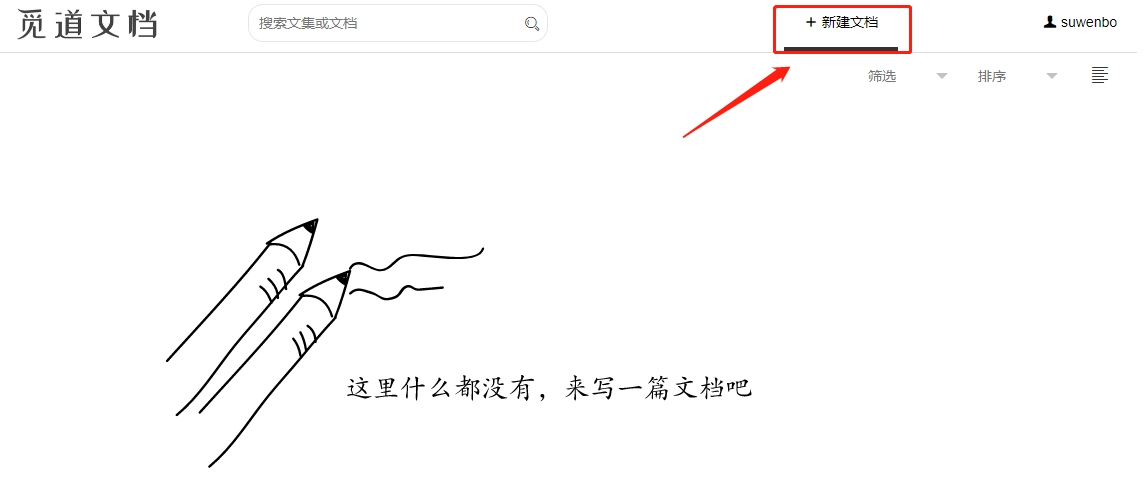 觅道文档
搜索文集或文档
+ 新建文档
suwenbo
筛选
排序
这里什么都没有，来写一篇文档吧